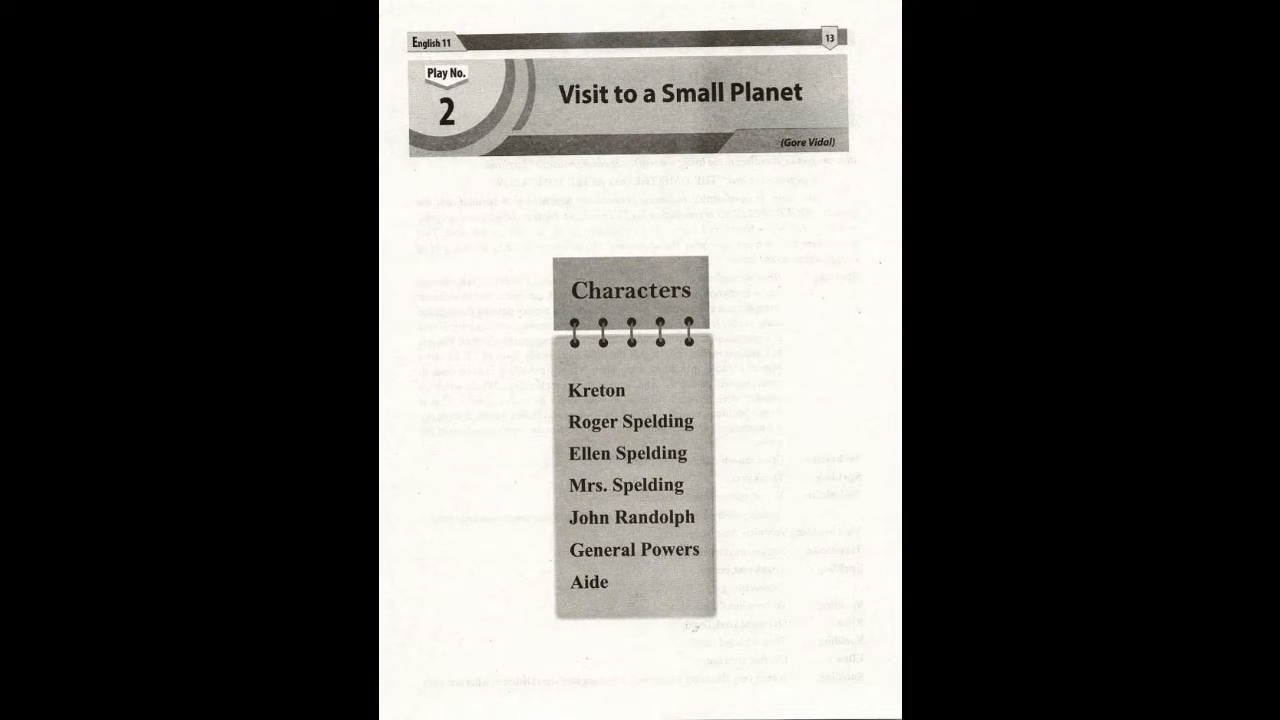 English 11
13
Play No.
2
Visit to a Small Planet
(Gore Vidal)
Characters
Kreton
Roger Spelding
Ellen Spelding
Mrs. Spelding
John Randolph
General Powers
Aide